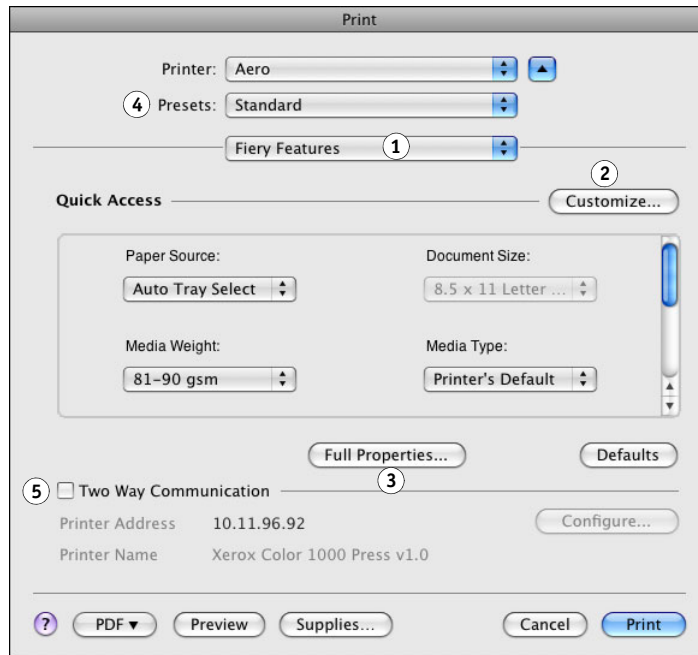 Print
Printer: Aero
4 Presets: Standard
Fiery Features 1
2
Quick Access Customize...
Paper Source: Document Size:
Auto Tray Select 8.5 x 11 Letter ...
Media Weight: Media Type:
81–90 gsm Printer's Default
Full Properties... Defaults
3
5 Two Way Communication
Printer Address 10.11.96.92 Configure...
Printer Name Xerox Color 1000 Press v1.0
? PDF▼ Preview Supplies... Cancel Print